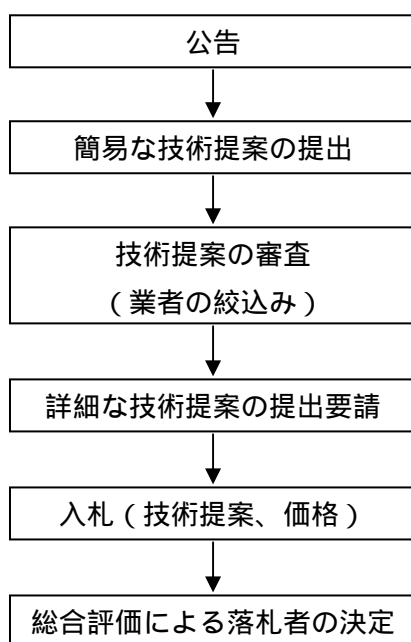 公告
簡易な技術提案の提出
技術提案の審査
(業者の絞込み)
詳細な技術提案の提出要請
入札(技術提案、価格)
総合評価による落札者の決定